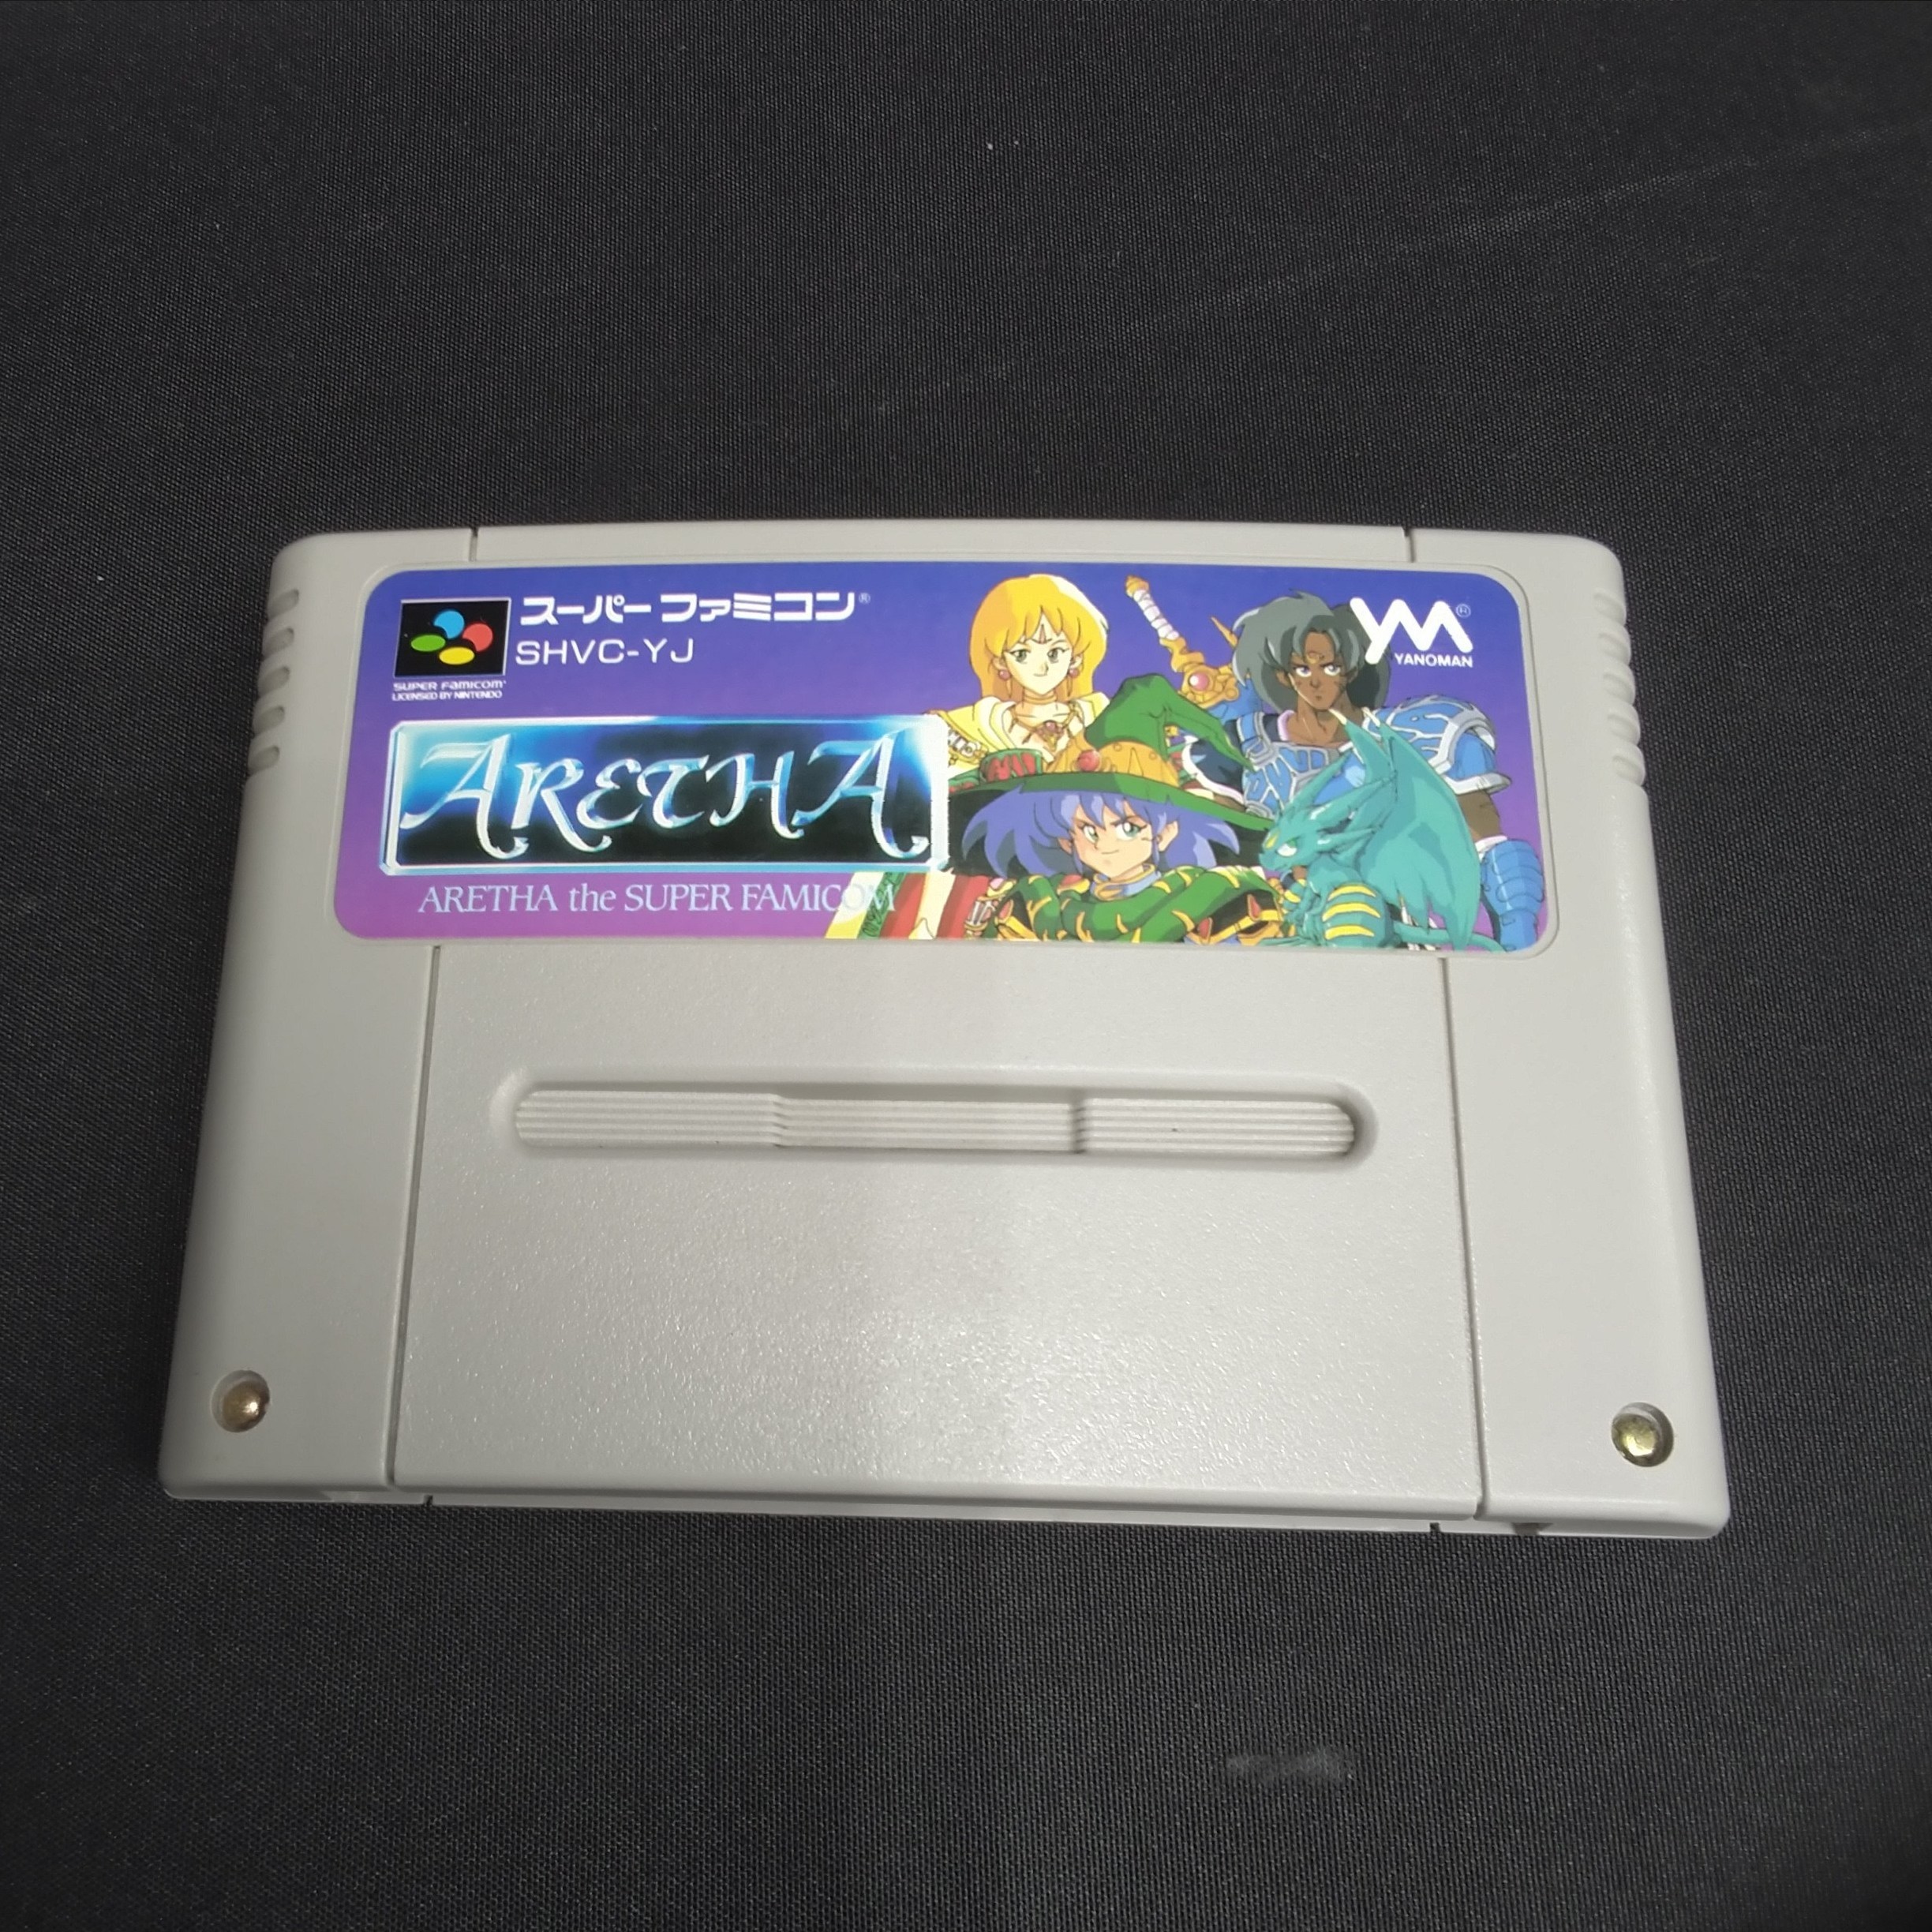 スーパーファミコン®
SHVC-YJ
SUPER FAMICOM
LICENSED BY NINTENDO
YM®
YANOMAN
ARETHA
ARETHA the SUPER FAMICOM